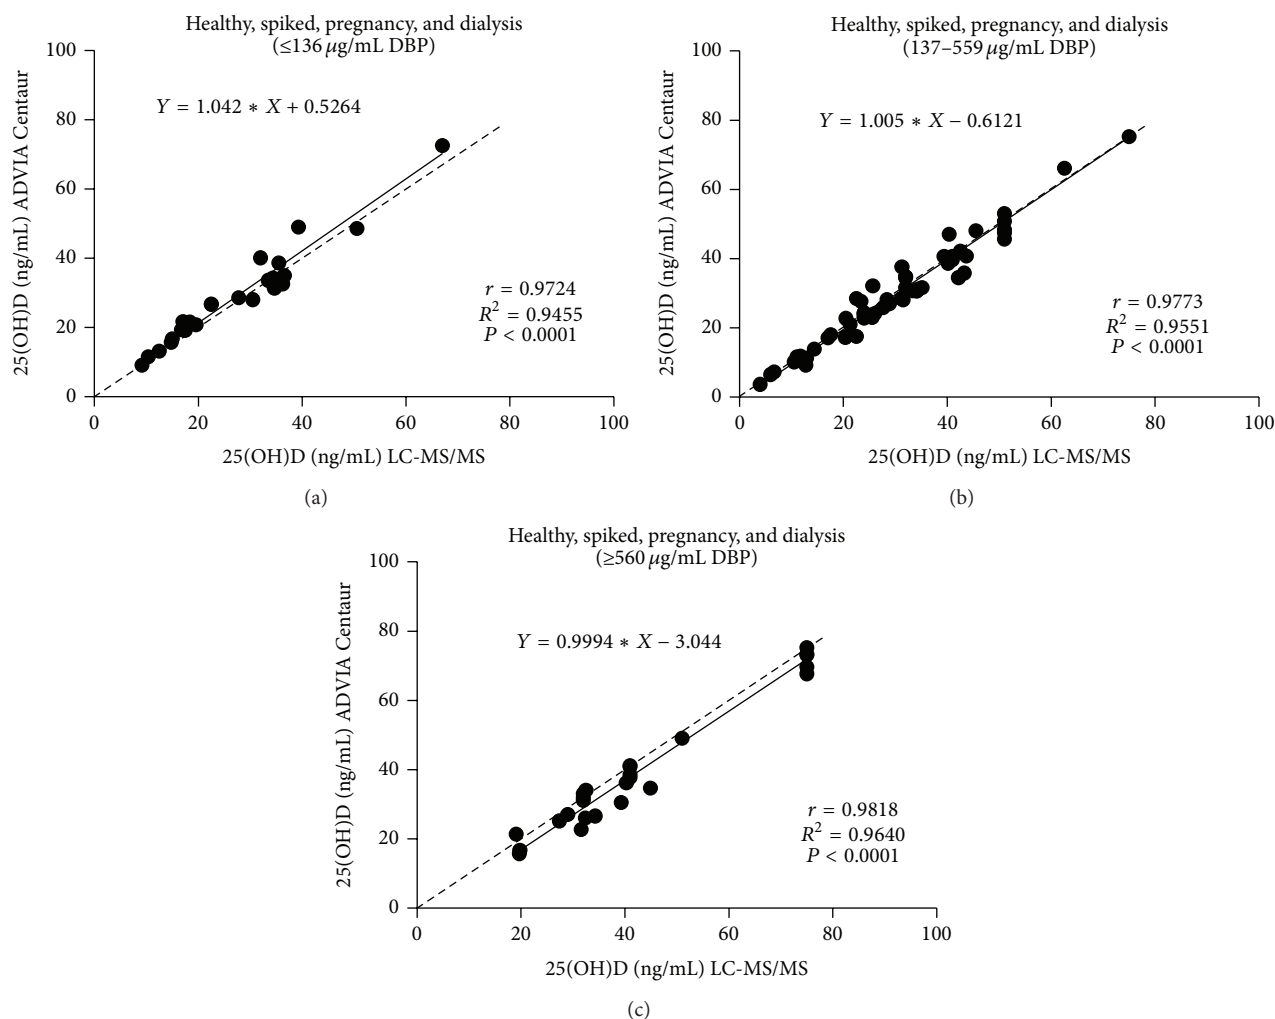 Healthy, spiked, pregnancy, and dialysis
(≤136 μg/mL DBP)
100
80
60
40
20
0
25(OH)D (ng/mL) ADVIA Centaur
Y = 1.042 ∗ X + 0.5264
r = 0.9724
R² = 0.9455
P < 0.0001
0 20 40 60 80 100
25(OH)D (ng/mL) LC-MS/MS
(a)
Healthy, spiked, pregnancy, and dialysis
(137–559 μg/mL DBP)
100
80
60
40
20
0
25(OH)D (ng/mL) ADVIA Centaur
Y = 1.005 ∗ X − 0.6121
r = 0.9773
R² = 0.9551
P < 0.0001
0 20 40 60 80 100
25(OH)D (ng/mL) LC-MS/MS
(b)
Healthy, spiked, pregnancy, and dialysis
(≥560 μg/mL DBP)
100
80
60
40
20
0
25(OH)D (ng/mL) ADVIA Centaur
Y = 0.9994 ∗ X − 3.044
r = 0.9818
R² = 0.9640
P < 0.0001
0 20 40 60 80 100
25(OH)D (ng/mL) LC-MS/MS
(c)